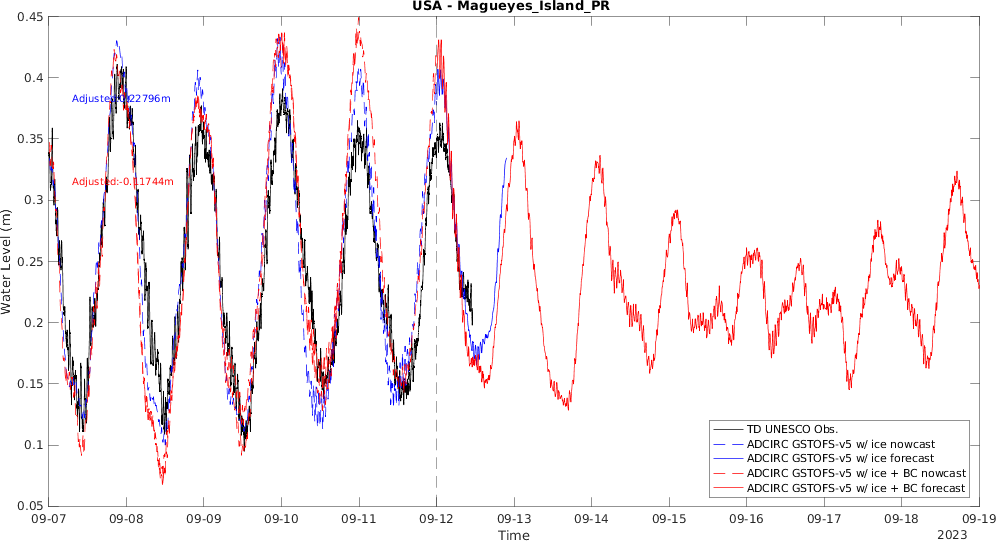 USA - Magueyes_Island_PR
0.45
0.4
0.35
0.3
0.25
0.2
0.15
0.1
0.05
Water Level (m)
Adjusted:0.22796m
Adjusted:-0.11744m
TD UNESCO Obs.
ADCIRC GSTOFS-v5 w/ ice nowcast
ADCIRC GSTOFS-v5 w/ ice forecast
ADCIRC GSTOFS-v5 w/ ice + BC nowcast
ADCIRC GSTOFS-v5 w/ ice + BC forecast
09-07 09-08 09-09 09-10 09-11 09-12 09-13 09-14 09-15 09-16 09-17 09-18 09-19
Time
2023